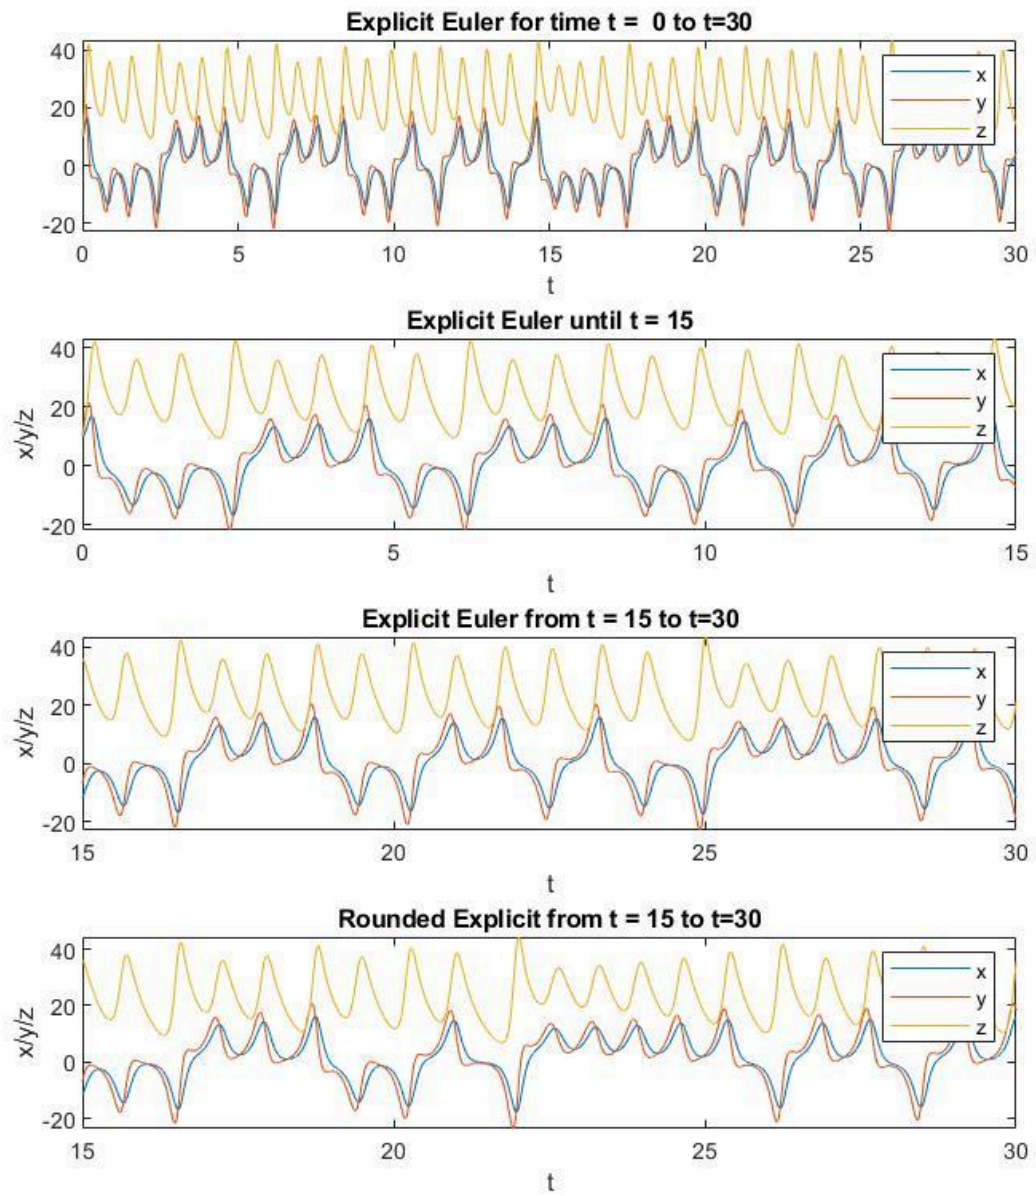 Explicit Euler for time t =  0 to t=30
40
20
0
-20
x
y
z
0 5 10 15 20 25 30
t
Explicit Euler until t = 15
x/y/z
40
20
0
-20
x
y
z
0 5 10 15
t
Explicit Euler from t = 15 to t=30
x/y/z
40
20
0
-20
x
y
z
15 20 25 30
t
Rounded Explicit from t = 15 to t=30
x/y/z
40
20
0
-20
x
y
z
15 20 25 30
t